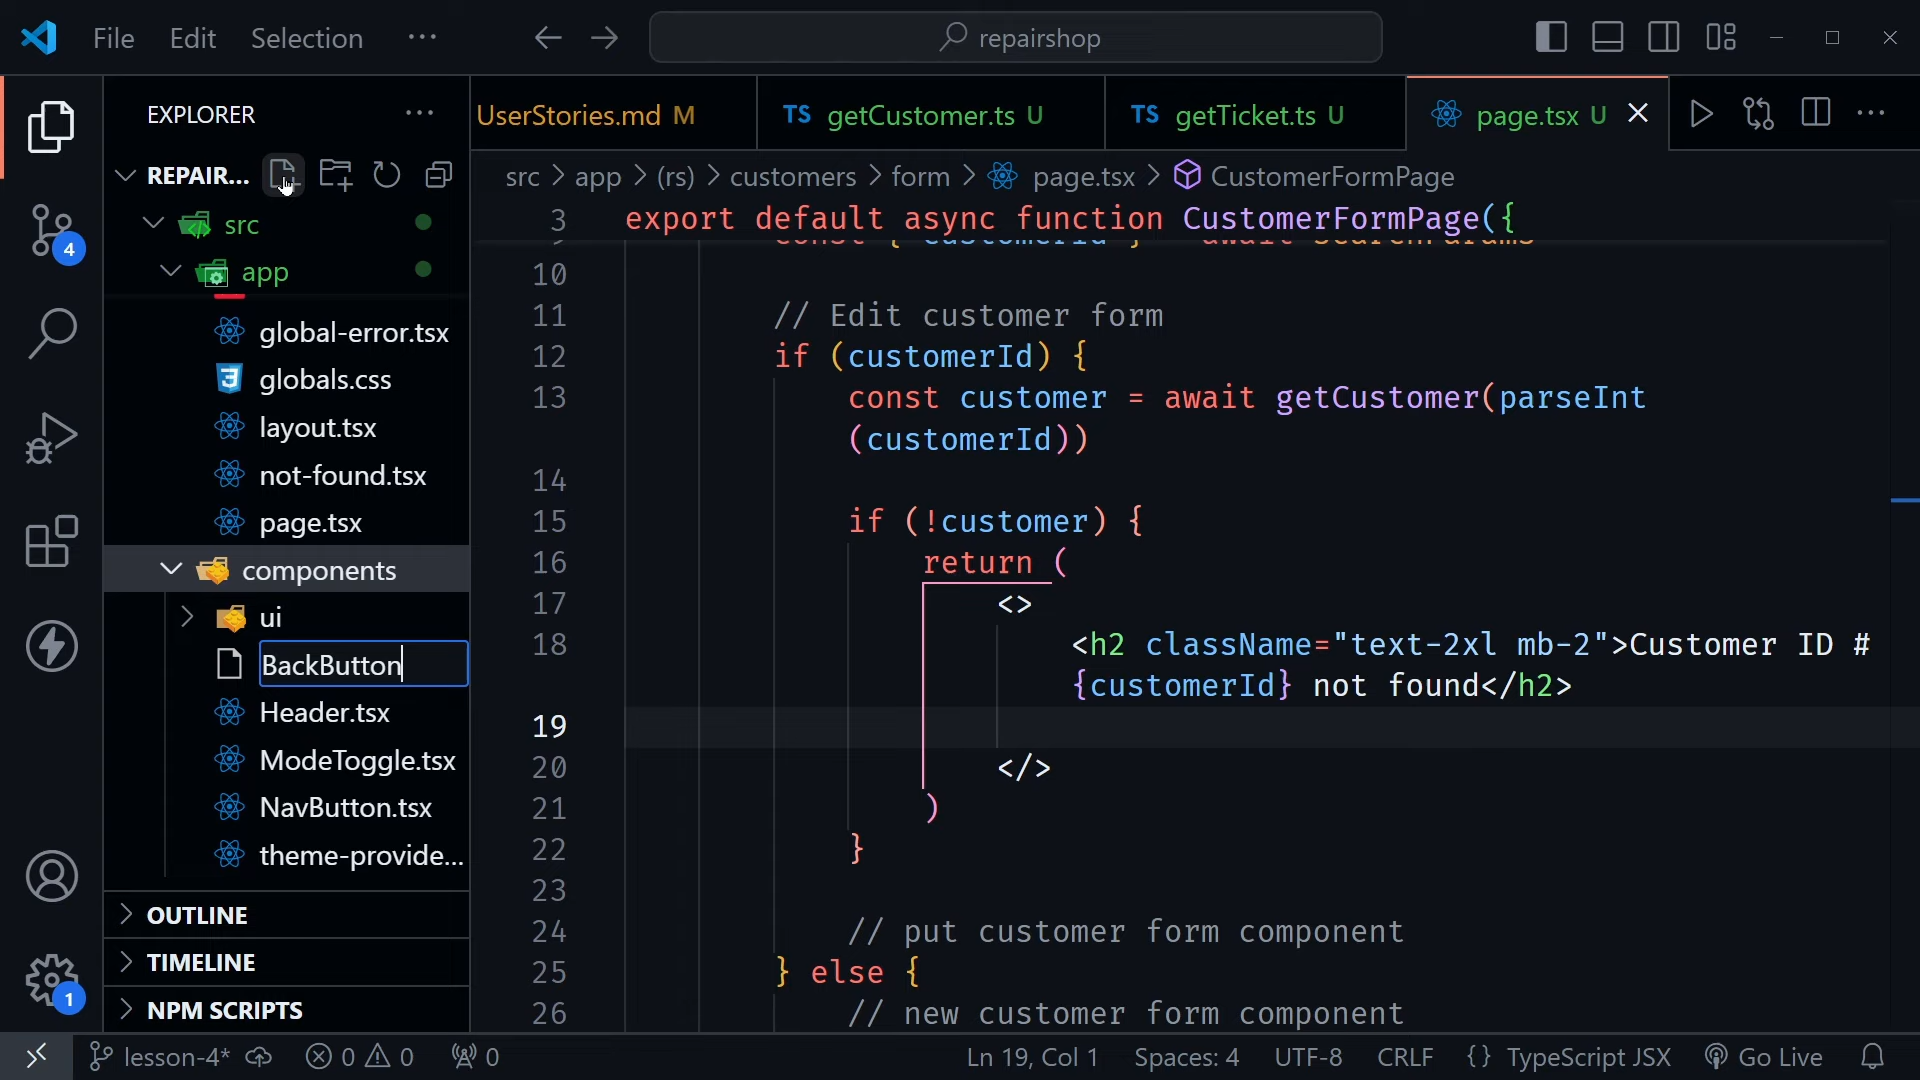 File Edit Selection ···
repairshop
EXPLORER ···
REPAIR...
src
app
global-error.tsx
globals.css
layout.tsx
not-found.tsx
page.tsx
components
ui
BackButton
Header.tsx
ModeToggle.tsx
NavButton.tsx
theme-provide...
OUTLINE
TIMELINE
NPM SCRIPTS
4
1
UserStories.md M
TS getCustomer.ts U
TS getTicket.ts U
page.tsx U
src > app > (rs) > customers > form > page.tsx > CustomerFormPage
3 export default async function CustomerFormPage({
const { customerId } = await searchParams
10
11 // Edit customer form
12 if (customerId) {
13 const customer = await getCustomer(parseInt
(customerId))
14
15 if (!customer) {
16 return (
17 <>
18 <h2 className="text-2xl mb-2">Customer ID #
{customerId} not found</h2>
19
20 </>
21 )
22 }
23
24 // put customer form component
25 } else {
26 // new customer form component
lesson-4* 0 0 0 Ln 19, Col 1 Spaces: 4 UTF-8 CRLF {} TypeScript JSX Go Live